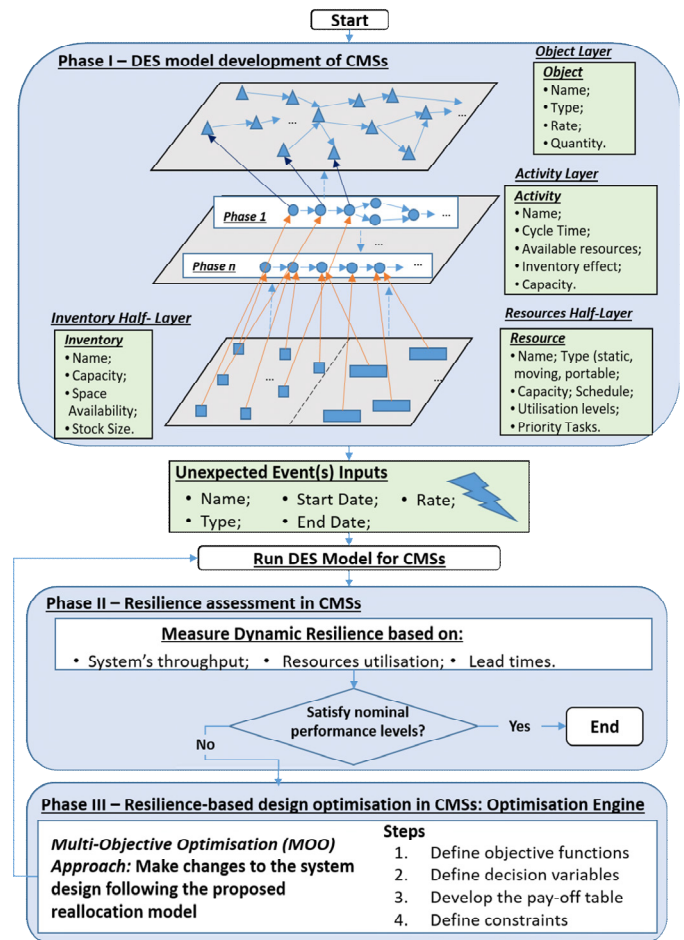 Start
Phase I – DES model development of CMSs
Object Layer
Object
• Name;
• Type;
• Rate;
• Quantity.
...
...
Activity Layer
Activity
• Name;
• Cycle Time;
• Available resources;
• Inventory effect;
• Capacity.
Phase 1
...
...
Phase n
...
Inventory Half- Layer
Inventory
• Name;
• Capacity;
• Space
Availability;
• Stock Size.
...
...
Resources Half-Layer
Resource
• Name; Type (static,
moving, portable;
• Capacity; Schedule;
• Utilisation levels;
• Priority Tasks.
Unexpected Event(s) Inputs
• Name; • Start Date; • Rate;
• Type; • End Date;
Run DES Model for CMSs
Phase II – Resilience assessment in CMSs
Measure Dynamic Resilience based on:
• System's throughput; • Resources utilisation; • Lead times.
Satisfy nominal
performance levels?
Yes
End
No
Phase III – Resilience-based design optimisation in CMSs: Optimisation Engine
Multi-Objective Optimisation (MOO)
Approach: Make changes to the system
design following the proposed
reallocation model
Steps
1. Define objective functions
2. Define decision variables
3. Develop the pay-off table
4. Define constraints